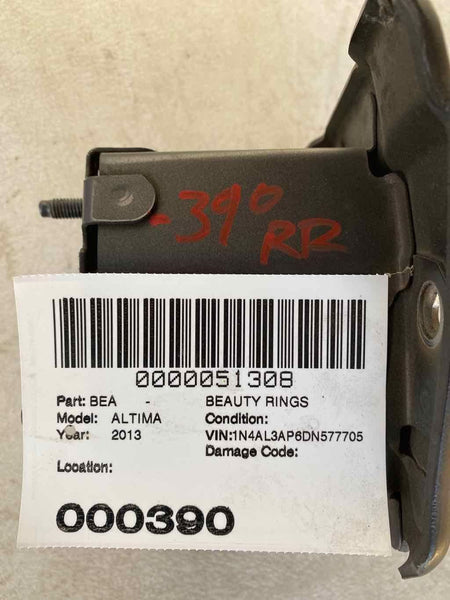 -390
RR
0000051308
Part: BEA - BEAUTY RINGS
Model: ALTIMA Condition:
Year: 2013 VIN:1N4AL3AP6DN577705
Damage Code:
Location:
000390